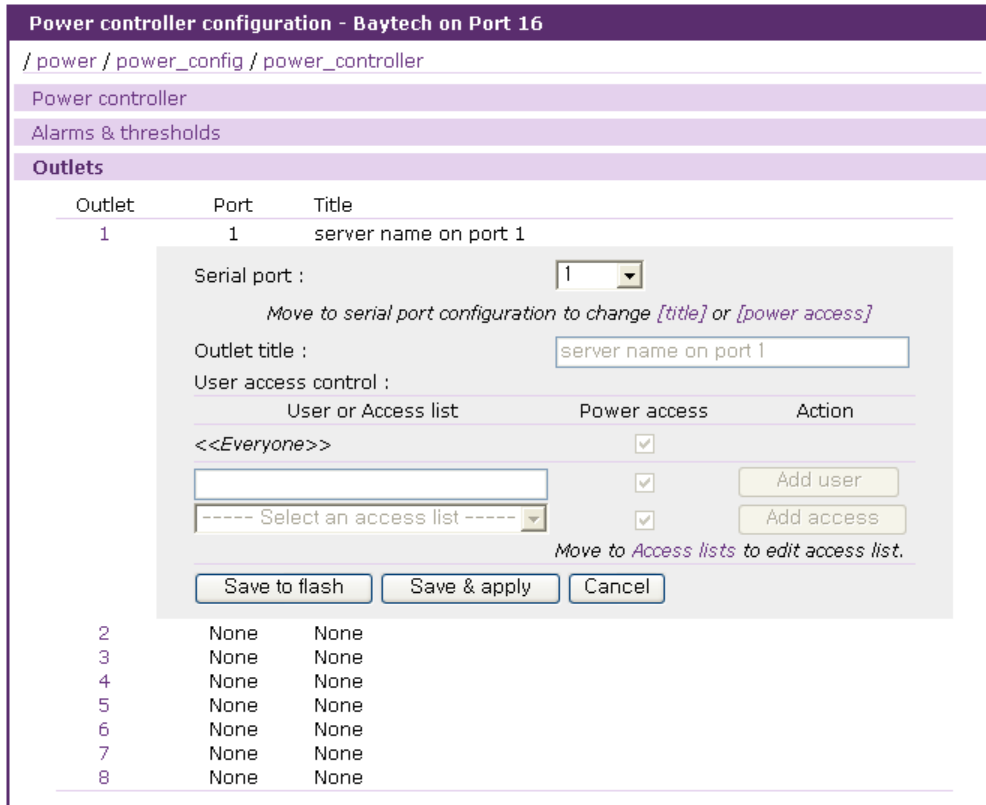 Power controller configuration - Baytech on Port 16
/ power / power_config / power_controller
Power controller
Alarms & thresholds
Outlets
Outlet Port Title
1 1 server name on port 1
Serial port : 1
Move to serial port configuration to change [title] or [power access]
Outlet title : server name on port 1
User access control :
User or Access list Power access Action
<<Everyone>>
Add user
----- Select an access list ----- Add access
Move to Access lists to edit access list.
Save to flash Save & apply Cancel
2 None None
3 None None
4 None None
5 None None
6 None None
7 None None
8 None None